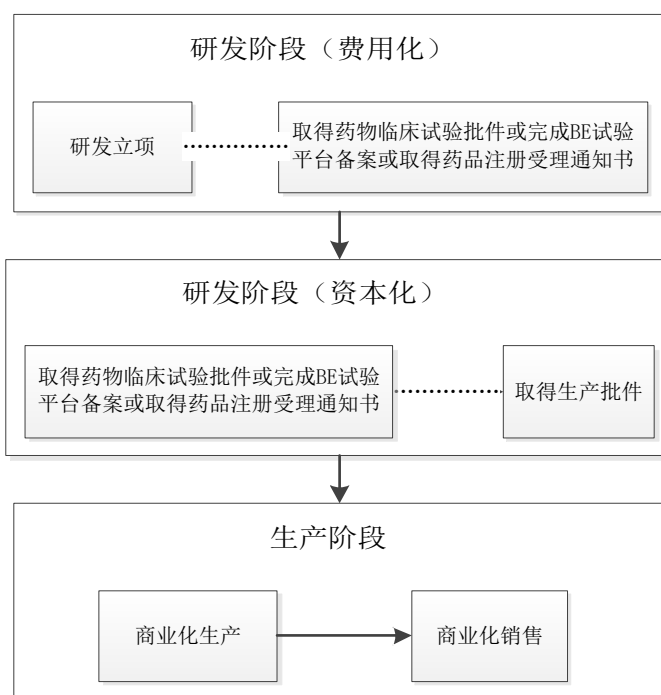 研发阶段（费用化）
研发立项
取得药物临床试验批件或完成BE试验
平台备案或取得药品注册受理通知书
研发阶段（资本化）
取得药物临床试验批件或完成BE试验
平台备案或取得药品注册受理通知书
取得生产批件
生产阶段
商业化生产
商业化销售